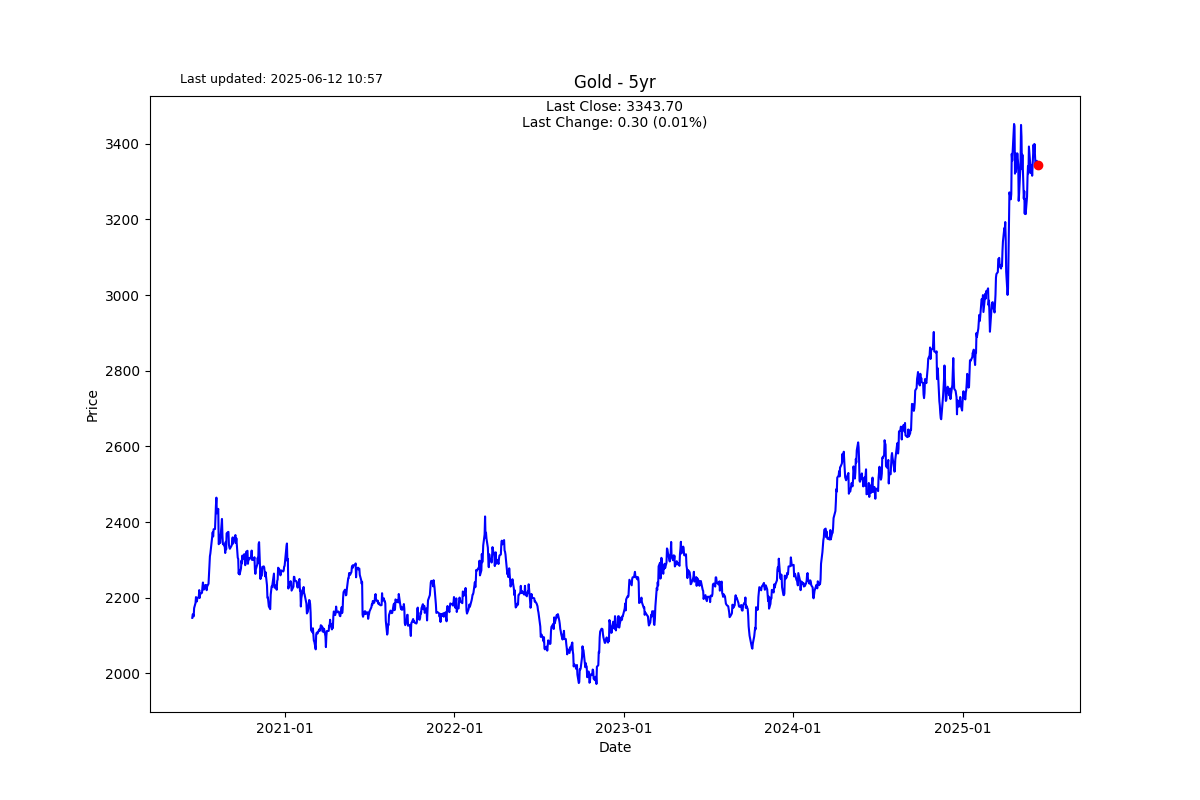 Last updated: 2025-06-12 10:57
Gold - 5yr
Last Close: 3343.70
Last Change: 0.30 (0.01%)
3400
3200
3000
2800
2600
2400
2200
2000
Price
2021-01
2022-01
2023-01
2024-01
2025-01
Date